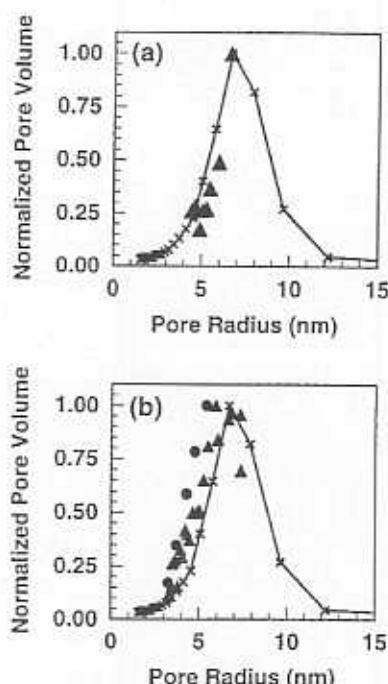 (a)
Normalized Pore Volume
1.00
0.75
0.50
0.25
0.00
0 5 10 15
Pore Radius (nm)
(b)
Normalized Pore Volume
1.00
0.75
0.50
0.25
0.00
0 5 10 15
Pore Radius (nm)